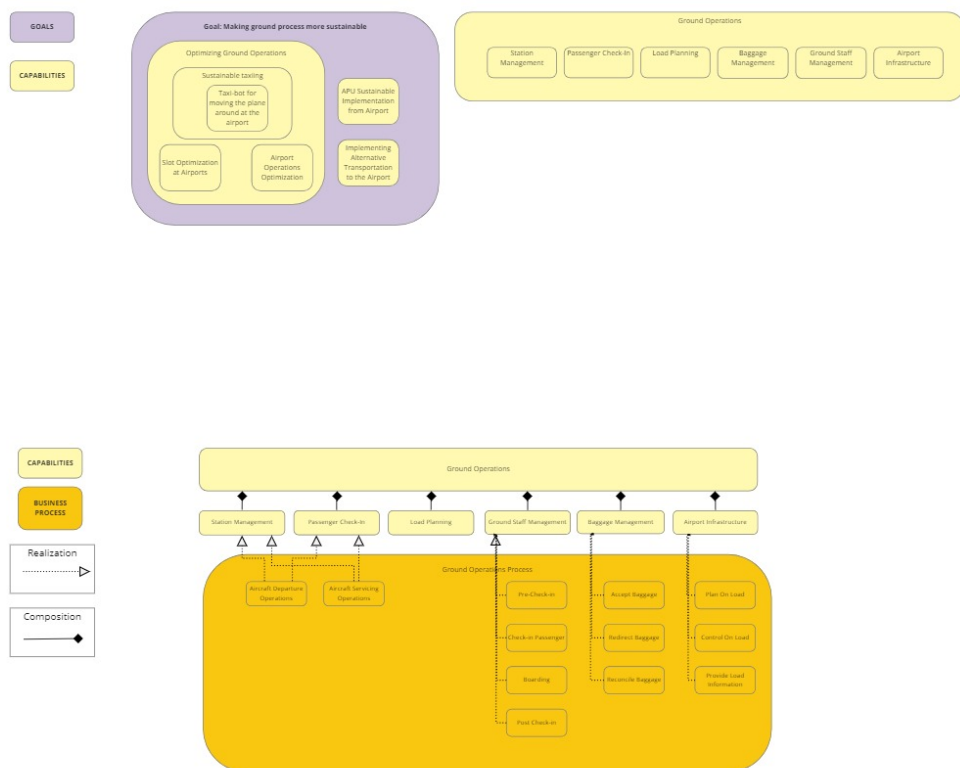 GOALS
CAPABILITIES
Goal: Making ground process more sustainable
Optimizing Ground Operations
Sustainable taxiing
Taxi-bot for
moving the plane
around at the
airport
Slot Optimization
at Airports
Airport
Operations
Optimization
APU Sustainable
Implementation
from Airport
Implementing
Alternative
Transportation
to the Airport
Ground Operations
Station
Management
Passenger Check-In
Load Planning
Baggage
Management
Ground Staff
Management
Airport
Infrastructure
CAPABILITIES
BUSINESS
PROCESS
Realization
Composition
Ground Operations
Station Management
Passenger Check-In
Load Planning
Ground Staff Management
Baggage Management
Airport Infrastructure
Ground Operations Process
Aircraft Departure
Operations
Aircraft Servicing
Operations
Pre-Check-in
Check-in Passenger
Boarding
Post Check-in
Accept Baggage
Redirect Baggage
Reconcile Baggage
Plan On Load
Control On Load
Provide Load
Information